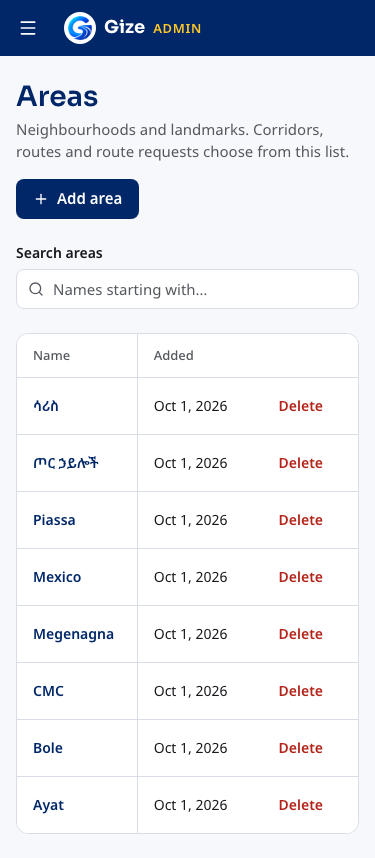 Gize ADMIN
Areas
Neighbourhoods and landmarks. Corridors,
routes and route requests choose from this list.
+ Add area
Search areas
Names starting with...
Name Added
ሳሪስ Oct 1, 2026 Delete
ጦር ኃይሎች Oct 1, 2026 Delete
Piassa Oct 1, 2026 Delete
Mexico Oct 1, 2026 Delete
Megenagna Oct 1, 2026 Delete
CMC Oct 1, 2026 Delete
Bole Oct 1, 2026 Delete
Ayat Oct 1, 2026 Delete